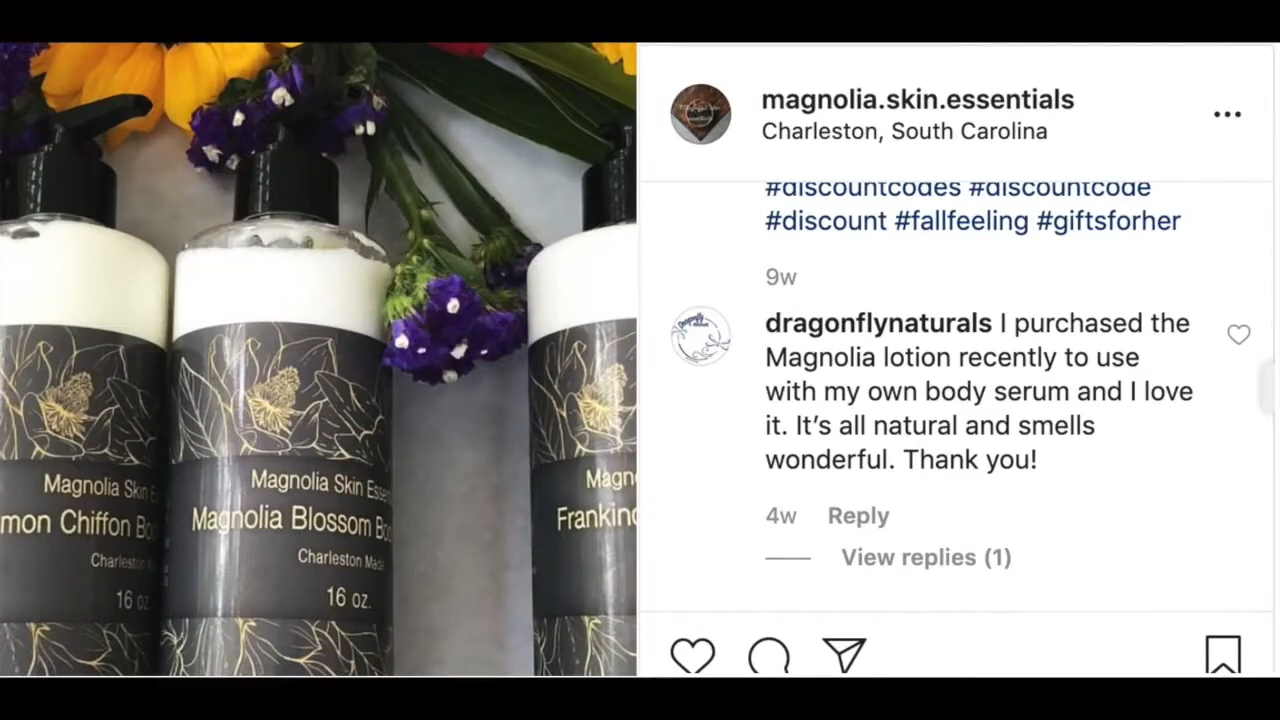 magnolia.skin.essentials
Charleston, South Carolina
#discountcodes #discountcode
#discount #fallfeeling #giftsforher
9w
dragonflynaturals I purchased the
Magnolia lotion recently to use
with my own body serum and I love
it. It’s all natural and smells
wonderful. Thank you!
4w Reply
View replies (1)
Magnolia Skin E
mon Chiffon Bo
Charleston
16 oz
Magnolia Skin Essen
Magnolia Blossom Bo
Charleston Made
16 oz.
Magn
Frankinc